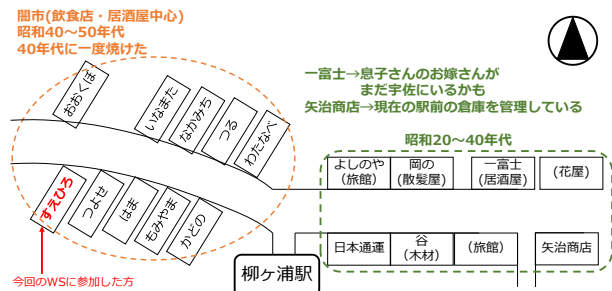 闇市(飲食店・居酒屋中心)
昭和40~50年代
40年代に一度焼けた
一富士→息子さんのお嫁さんが
まだ宇佐にいるかも
矢治商店→現在の駅前の倉庫を管理している
昭和20~40年代
おおくぼ
いなまた
なかみち
つる
わたなべ
よしのや
(旅館)
岡の
(散髪屋)
一富士
(居酒屋)
(花屋)
すえひろ
つよせ
はま
もみやま
かどの
日本通運
谷
(木材)
(旅館)
矢治商店
柳ヶ浦駅
今回のWSに参加した方